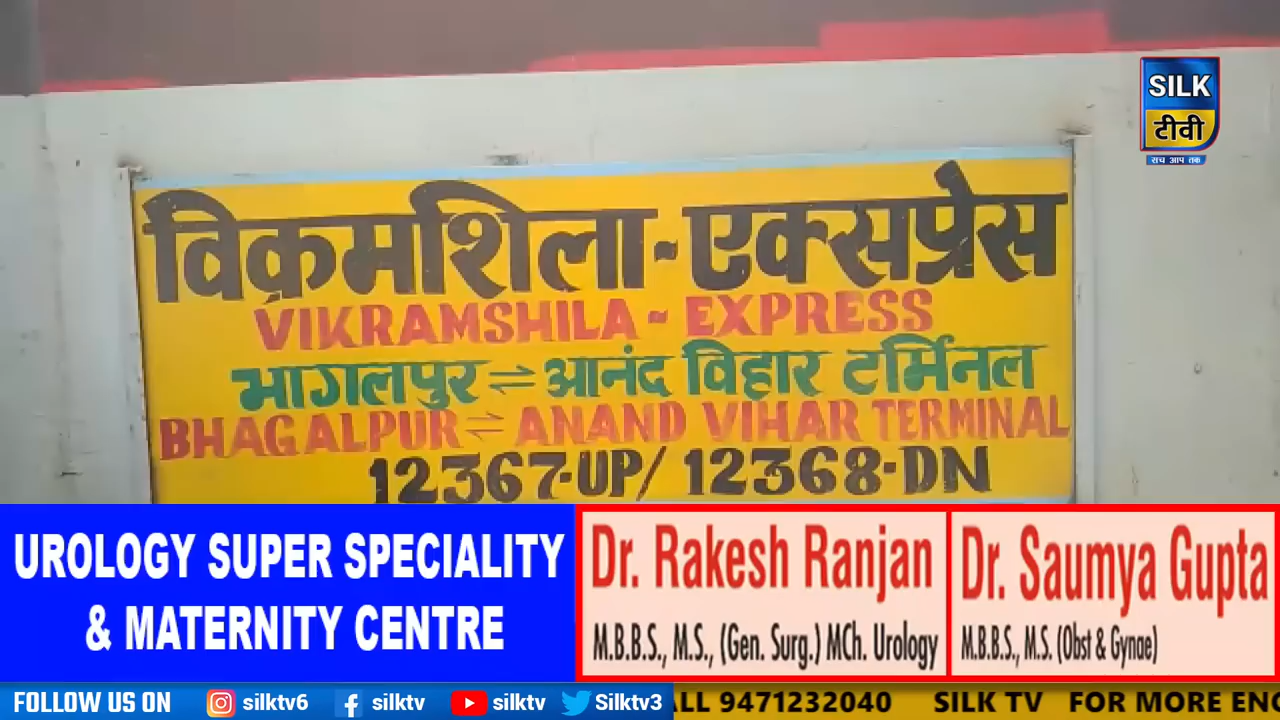 SILK
टीवी
सच आप तक
विक्रमशिला-एक्सप्रेस
VIKRAMSHILA~EXPRESS
भागलपुर⇌आनंद विहार टर्मिनल
BHAGALPUR⇌ANAND VIHAR TERMINAL
12367-UP/ 12368-DN
UROLOGY SUPER SPECIALITY
& MATERNITY CENTRE
Dr. Rakesh Ranjan
M.B.B.S., M.S., (Gen. Surg.) MCh. Urology
Dr. Saumya Gupta
M.B.B.S., M.S. (Obst & Gynae)
FOLLOW US ON silktv6 silktv silktv Silktv3 ALL 9471232040 SILK TV FOR MORE ENQ